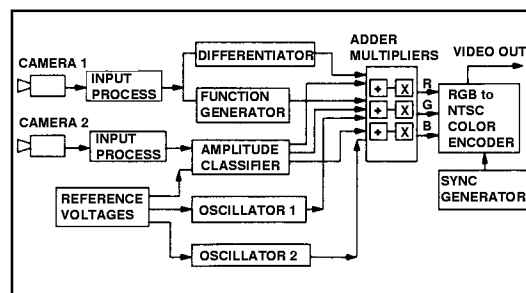 ADDER
MULTIPLIERS
VIDEO OUT
CAMERA 1
INPUT
PROCESS
DIFFERENTIATOR
FUNCTION
GENERATOR
CAMERA 2
INPUT
PROCESS
AMPLITUDE
CLASSIFIER
REFERENCE
VOLTAGES
OSCILLATOR 1
OSCILLATOR 2
+ X R
+ X G
+ X B
RGB to
NTSC
COLOR
ENCODER
SYNC
GENERATOR